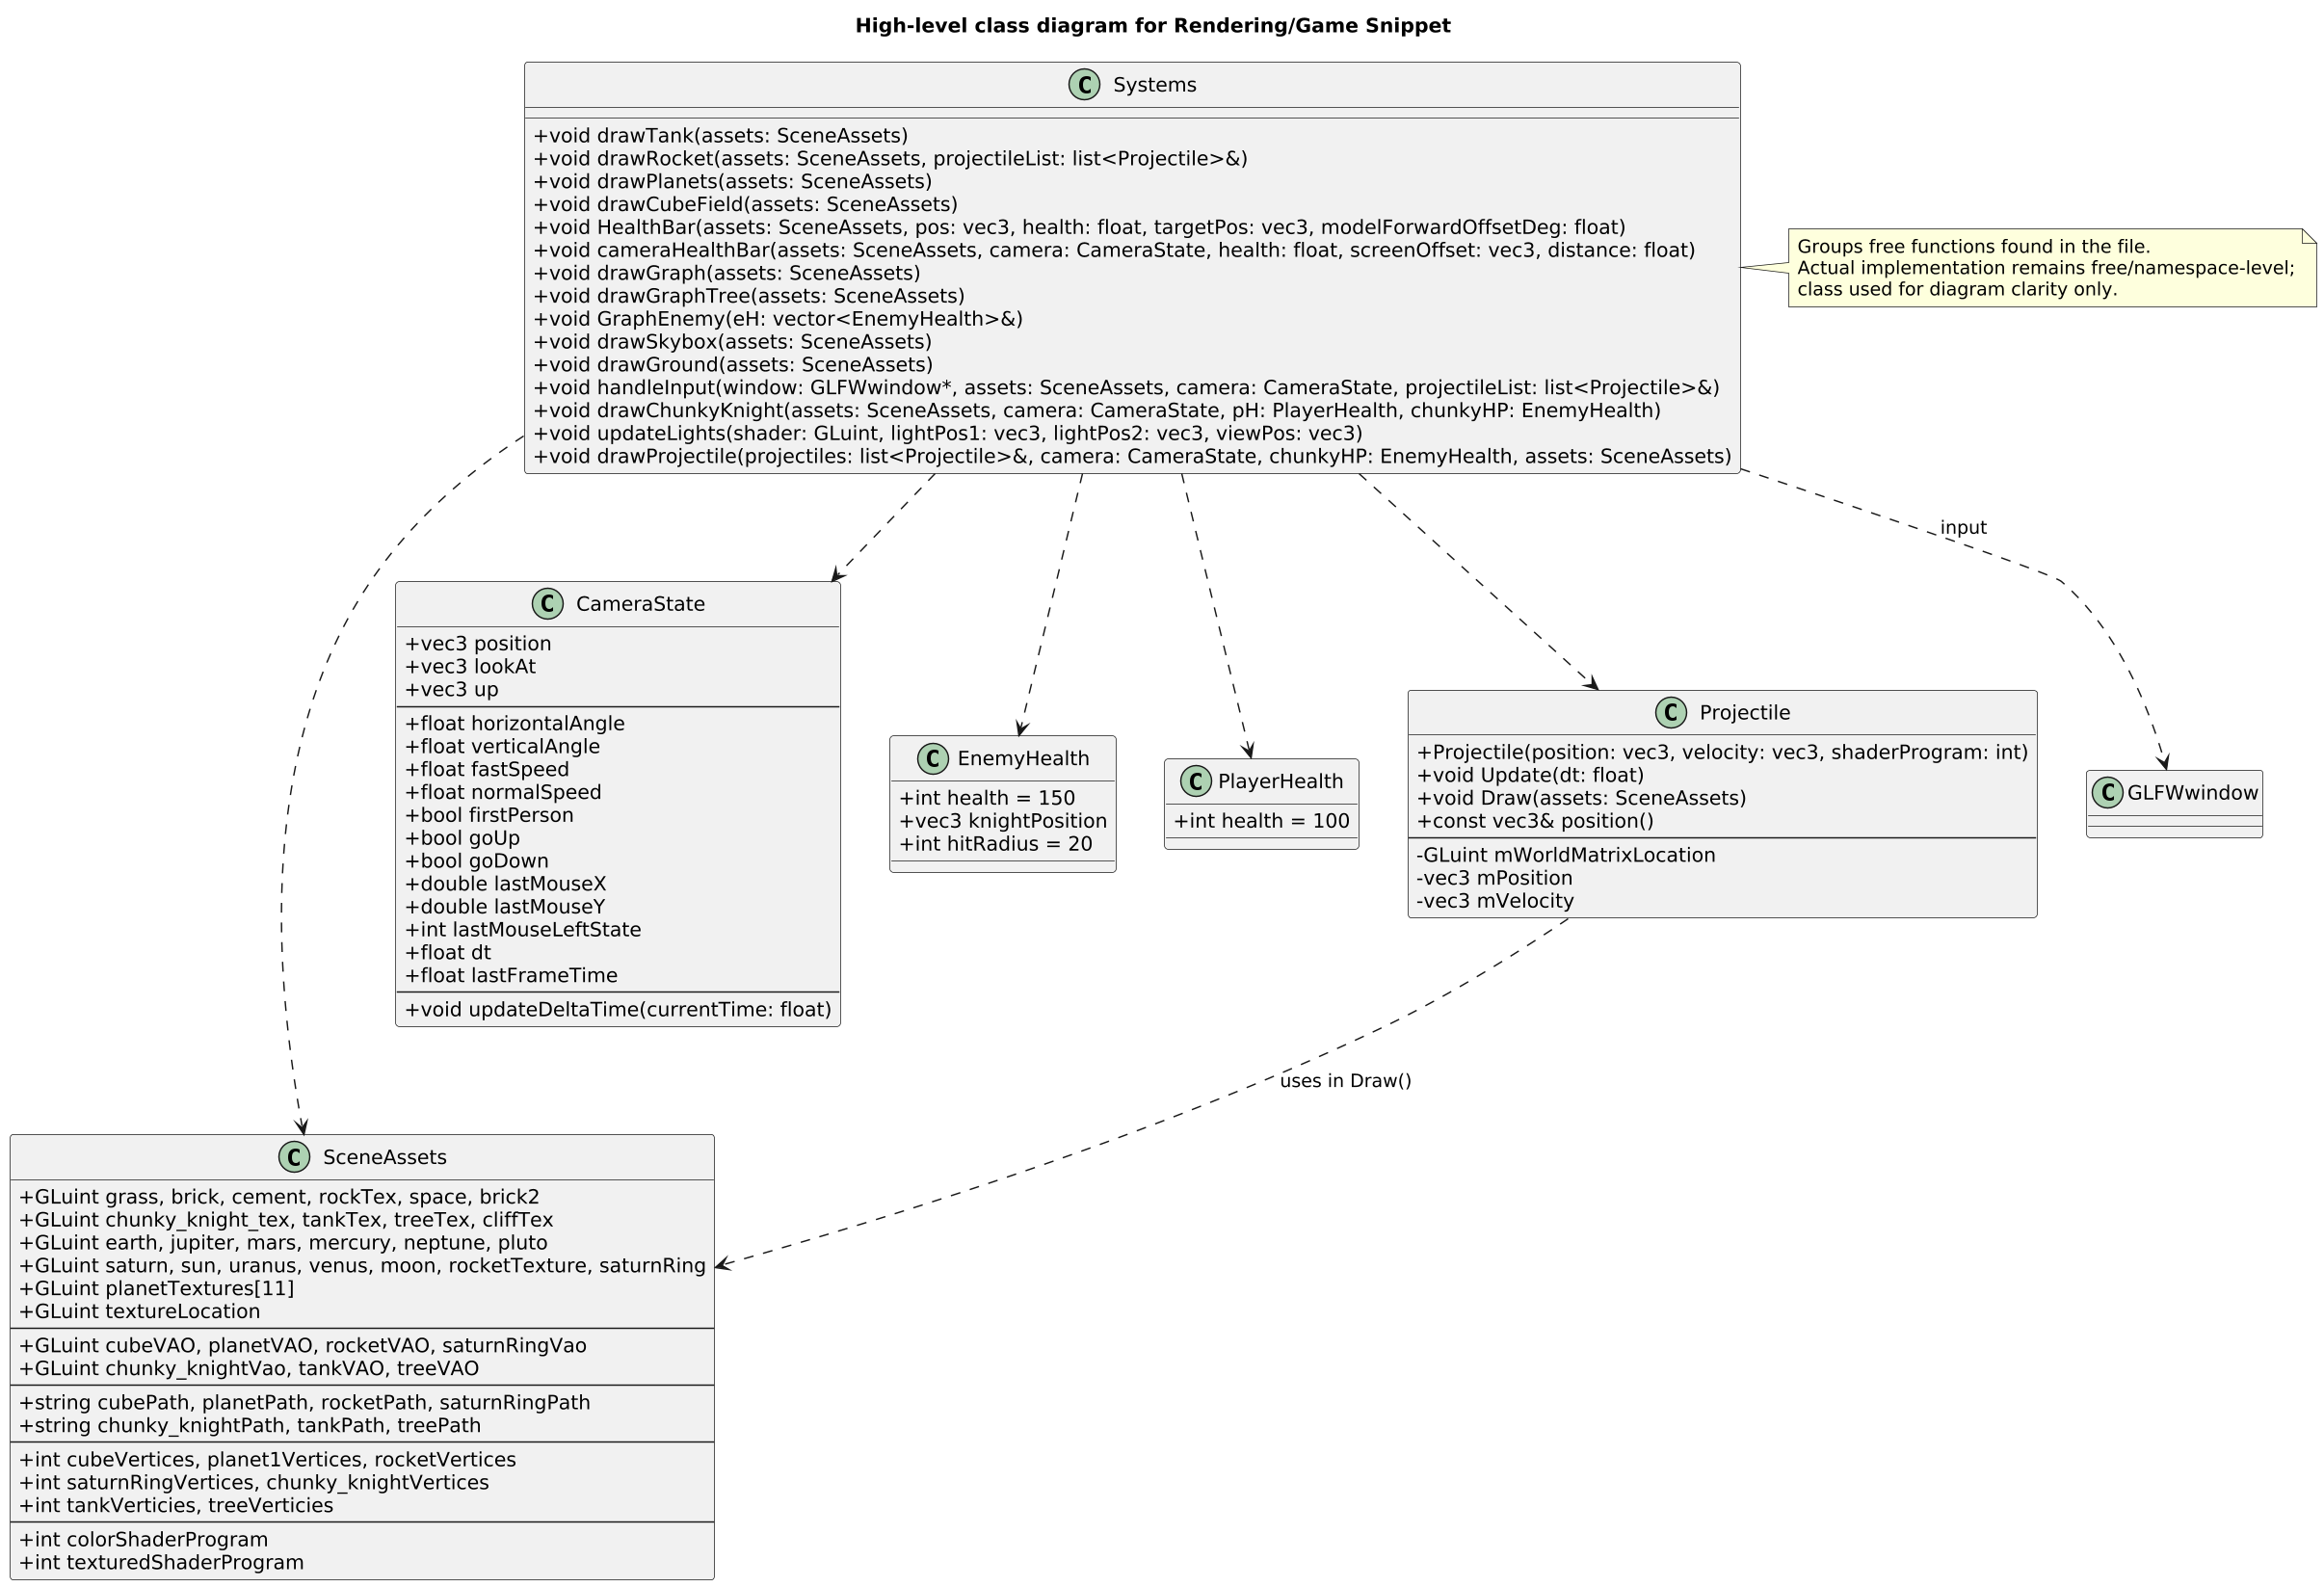 High-level class diagram for Rendering/Game Snippet
C Systems
+void drawTank(assets: SceneAssets)
+void drawRocket(assets: SceneAssets, projectileList: list<Projectile>&)
+void drawPlanets(assets: SceneAssets)
+void drawCubeField(assets: SceneAssets)
+void HealthBar(assets: SceneAssets, pos: vec3, health: float, targetPos: vec3, modelForwardOffsetDeg: float)
+void cameraHealthBar(assets: SceneAssets, camera: CameraState, health: float, screenOffset: vec3, distance: float)
+void drawGraph(assets: SceneAssets)
+void drawGraphTree(assets: SceneAssets)
+void GraphEnemy(eH: vector<EnemyHealth>&)
+void drawSkybox(assets: SceneAssets)
+void drawGround(assets: SceneAssets)
+void handleInput(window: GLFWwindow*, assets: SceneAssets, camera: CameraState, projectileList: list<Projectile>&)
+void drawChunkyKnight(assets: SceneAssets, camera: CameraState, pH: PlayerHealth, chunkyHP: EnemyHealth)
+void updateLights(shader: GLuint, lightPos1: vec3, lightPos2: vec3, viewPos: vec3)
+void drawProjectile(projectiles: list<Projectile>&, camera: CameraState, chunkyHP: EnemyHealth, assets: SceneAssets)
Groups free functions found in the file.
Actual implementation remains free/namespace-level;
class used for diagram clarity only.
input
C CameraState
+vec3 position
+vec3 lookAt
+vec3 up
+float horizontalAngle
+float verticalAngle
+float fastSpeed
+float normalSpeed
+bool firstPerson
+bool goUp
+bool goDown
+double lastMouseX
+double lastMouseY
+int lastMouseLeftState
+float dt
+float lastFrameTime
+void updateDeltaTime(currentTime: float)
C EnemyHealth
+int health = 150
+vec3 knightPosition
+int hitRadius = 20
C PlayerHealth
+int health = 100
C Projectile
+Projectile(position: vec3, velocity: vec3, shaderProgram: int)
+void Update(dt: float)
+void Draw(assets: SceneAssets)
+const vec3& position()
-GLuint mWorldMatrixLocation
-vec3 mPosition
-vec3 mVelocity
C GLFWwindow
uses in Draw()
C SceneAssets
+GLuint grass, brick, cement, rockTex, space, brick2
+GLuint chunky_knight_tex, tankTex, treeTex, cliffTex
+GLuint earth, jupiter, mars, mercury, neptune, pluto
+GLuint saturn, sun, uranus, venus, moon, rocketTexture, saturnRing
+GLuint planetTextures[11]
+GLuint textureLocation
+GLuint cubeVAO, planetVAO, rocketVAO, saturnRingVao
+GLuint chunky_knightVao, tankVAO, treeVAO
+string cubePath, planetPath, rocketPath, saturnRingPath
+string chunky_knightPath, tankPath, treePath
+int cubeVertices, planet1Vertices, rocketVertices
+int saturnRingVertices, chunky_knightVertices
+int tankVerticies, treeVerticies
+int colorShaderProgram
+int texturedShaderProgram